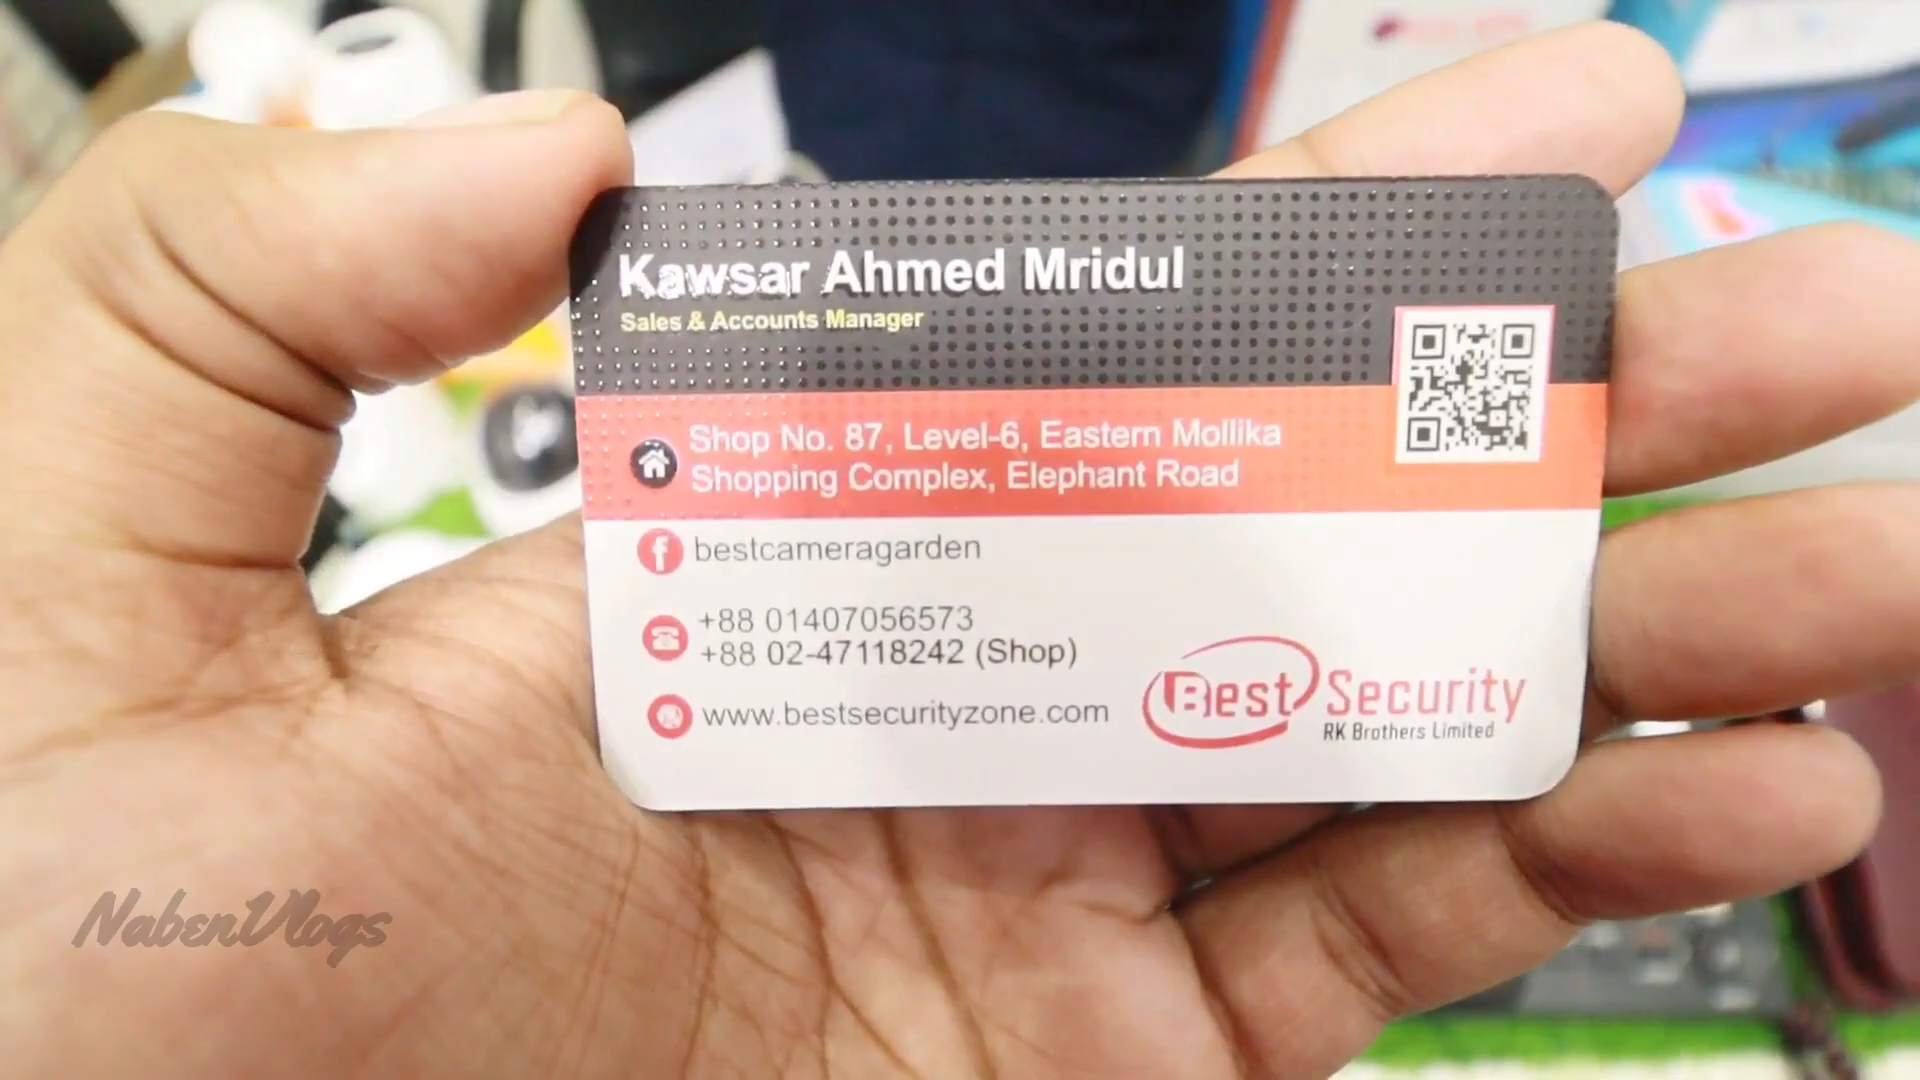 Kawsar Ahmed Mridul
Sales & Accounts Manager
Shop No. 87, Level-6, Eastern Mollika
Shopping Complex, Elephant Road
bestcameragarden
+88 01407056573
+88 02-47118242 (Shop)
www.bestsecurityzone.com
Best Security
RK Brothers Limited
NabenVlogs